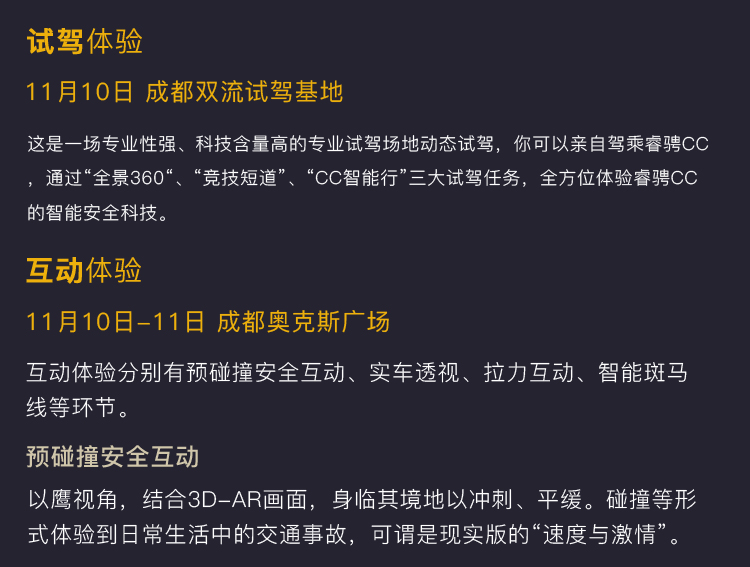 试驾体验
11月10日 成都双流试驾基地
这是一场专业性强、科技含量高的专业试驾场地动态试驾，你可以亲自驾乘睿骋CC
，通过“全景360“、“竞技短道”、“CC智能行”三大试驾任务，全方位体验睿骋CC
的智能安全科技。
互动体验
11月10日-11日 成都奥克斯广场
互动体验分别有预碰撞安全互动、实车透视、拉力互动、智能斑马
线等环节。
预碰撞安全互动
以鹰视角，结合3D-AR画面，身临其境地以冲刺、平缓。碰撞等形
式体验到日常生活中的交通事故，可谓是现实版的“速度与激情”。